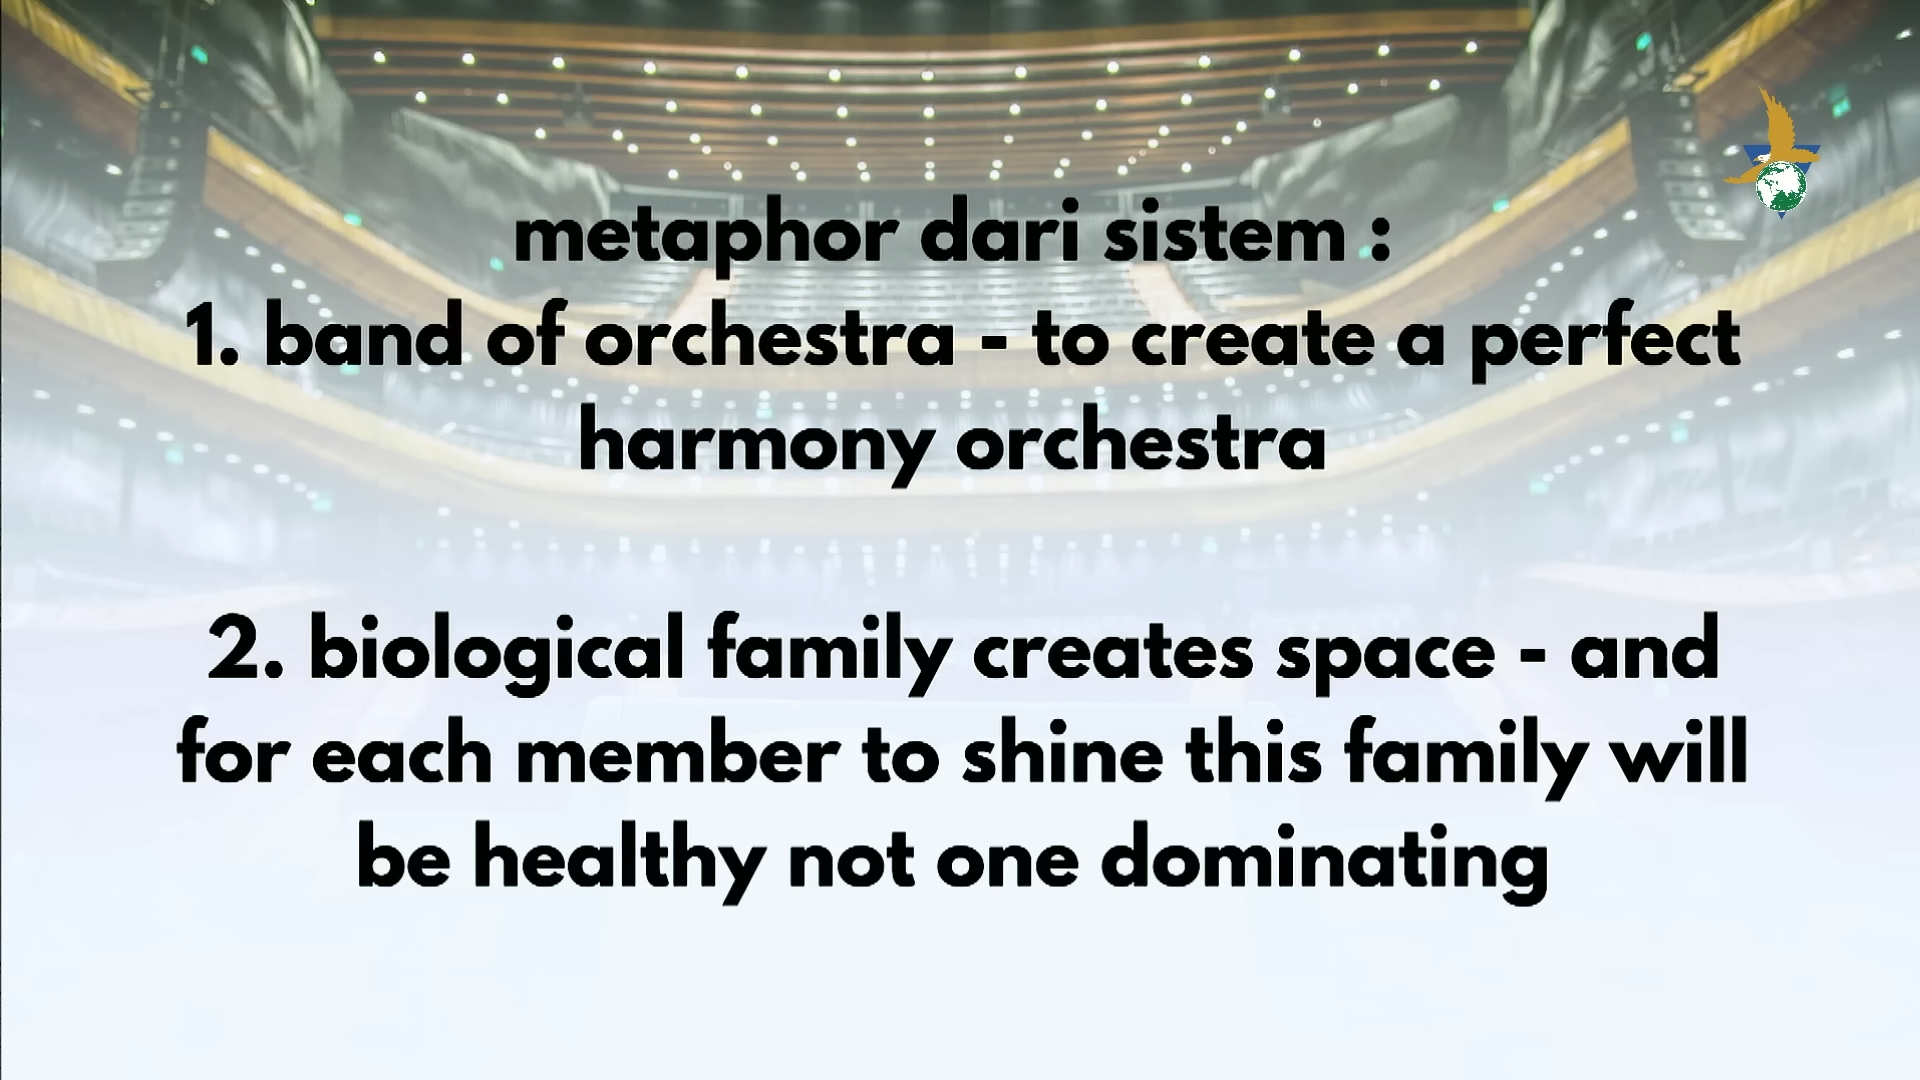 metaphor dari sistem :
1. band of orchestra - to create a perfect
harmony orchestra
2. biological family creates space - and
for each member to shine this family will
be healthy not one dominating